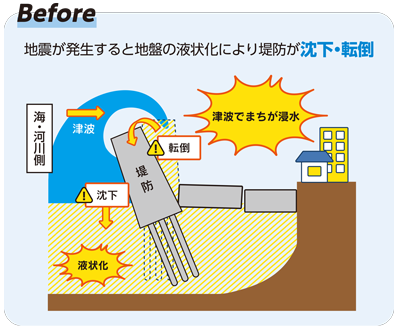 Before
地震が発生すると地盤の液状化により堤防が沈下・転倒
海・河川側
津波
津波でまちが浸水
転倒
堤防
沈下
液状化